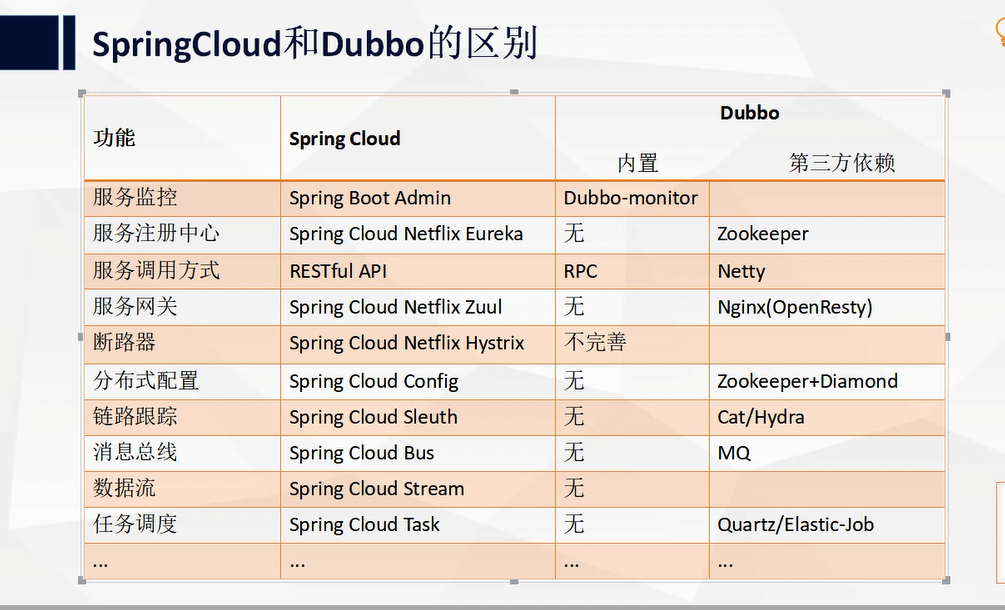 SpringCloud和Dubbo的区别
功能 Spring Cloud Dubbo
内置 第三方依赖
服务监控 Spring Boot Admin Dubbo-monitor
服务注册中心 Spring Cloud Netflix Eureka 无 Zookeeper
服务调用方式 RESTful API RPC Netty
服务网关 Spring Cloud Netflix Zuul 无 Nginx(OpenResty)
断路器 Spring Cloud Netflix Hystrix 不完善
分布式配置 Spring Cloud Config 无 Zookeeper+Diamond
链路跟踪 Spring Cloud Sleuth 无 Cat/Hydra
消息总线 Spring Cloud Bus 无 MQ
数据流 Spring Cloud Stream 无
任务调度 Spring Cloud Task 无 Quartz/Elastic-Job
... ... ... ...